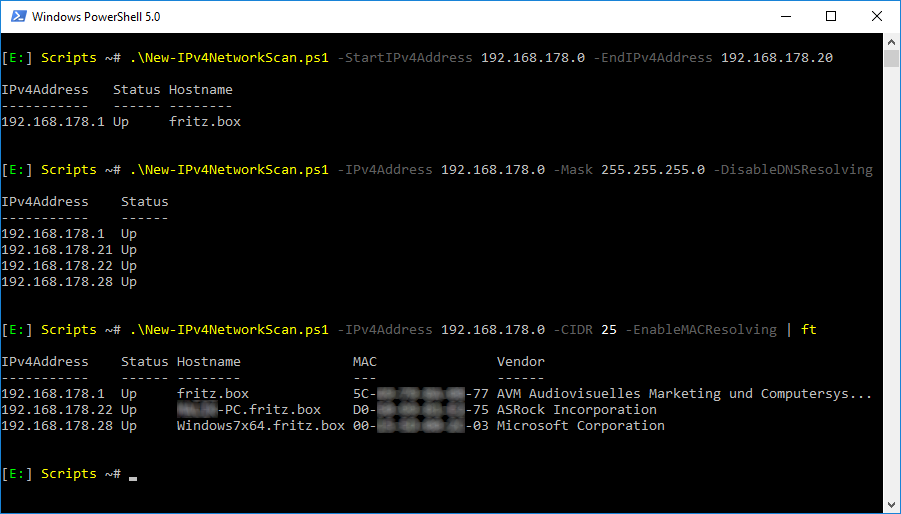 Windows PowerShell 5.0
[E:] Scripts ~# .\New-IPv4NetworkScan.ps1 -StartIPv4Address 192.168.178.0 -EndIPv4Address 192.168.178.20
IPv4Address   Status Hostname
-----------   ------ --------
192.168.178.1 Up     fritz.box
[E:] Scripts ~# .\New-IPv4NetworkScan.ps1 -IPv4Address 192.168.178.0 -Mask 255.255.255.0 -DisableDNSResolving
IPv4Address    Status
-----------    ------
192.168.178.1  Up
192.168.178.21 Up
192.168.178.22 Up
192.168.178.28 Up
[E:] Scripts ~# .\New-IPv4NetworkScan.ps1 -IPv4Address 192.168.178.0 -CIDR 25 -EnableMACResolving | ft
IPv4Address    Status Hostname              MAC               Vendor
-----------    ------ --------              ---               ------
192.168.178.1  Up     fritz.box             5C- -77 AVM Audiovisuelles Marketing und Computersys...
192.168.178.22 Up     -PC.fritz.box    D0- -75 ASRock Incorporation
192.168.178.28 Up     Windows7x64.fritz.box 00- -03 Microsoft Corporation
[E:] Scripts ~#